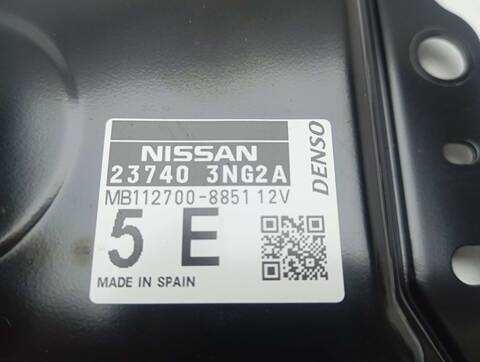 NISSAN
23740 3NG2A
MB112700-8851 12V
5 E
MADE IN SPAIN
DENSO